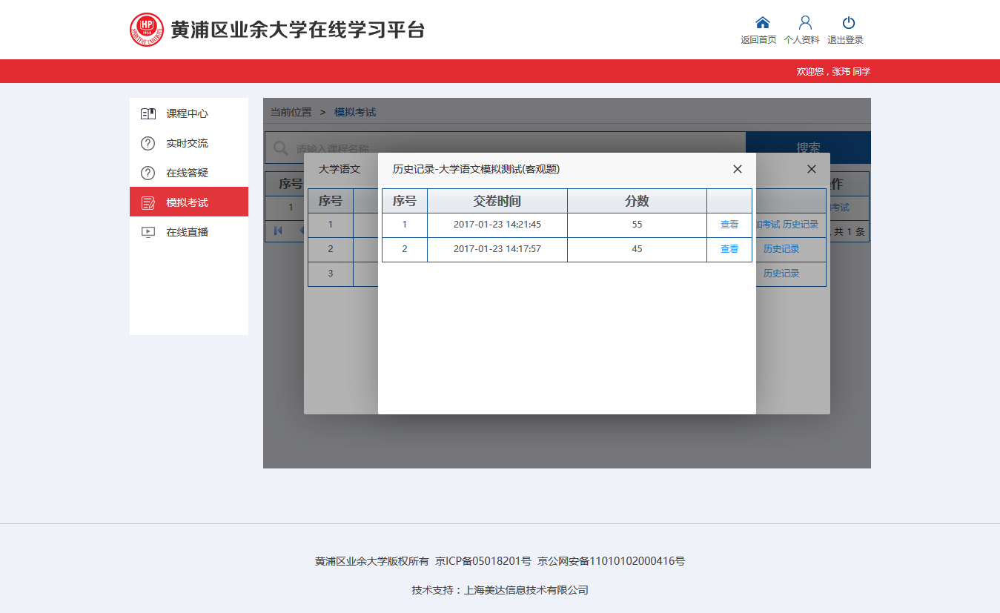 HP
1958
黄浦区业余大学在线学习平台
返回首页 个人资料 退出登录
欢迎您，张玮 同学
课程中心
实时交流
在线答疑
模拟考试
在线直播
当前位置 > 模拟考试
请输入课程名称 搜索
序号 作
1 考试
共 1 条
大学语文
序号
1 加考试 历史记录
2 历史记录
3 历史记录
历史记录-大学语文模拟测试(客观题)
序号 交卷时间 分数
1 2017-01-23 14:21:45 55 查看
2 2017-01-23 14:17:57 45 查看
黄浦区业余大学版权所有 京ICP备05018201号 京公网安备11010102000416号
技术支持：上海美达信息技术有限公司